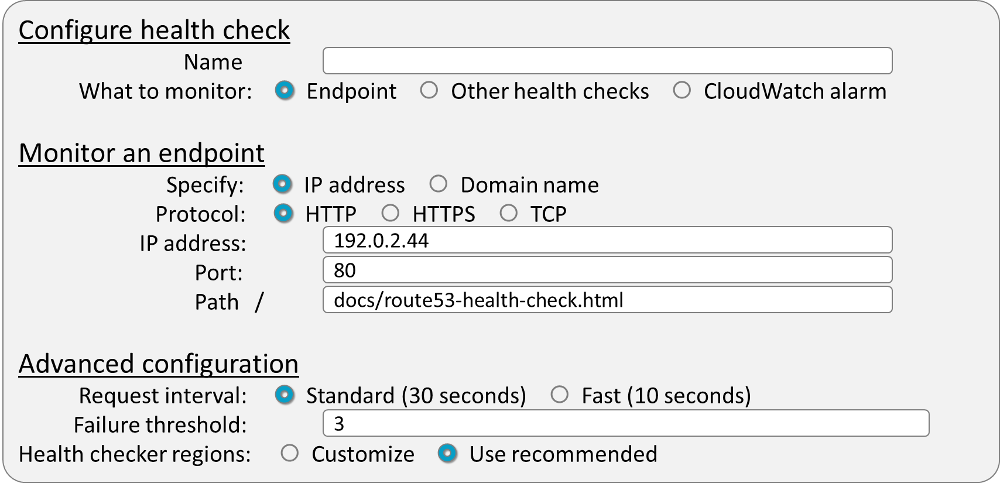 Configure health check
Name
What to monitor: Endpoint Other health checks CloudWatch alarm
Monitor an endpoint
Specify: IP address Domain name
Protocol: HTTP HTTPS TCP
IP address: 192.0.2.44
Port: 80
Path / docs/route53-health-check.html
Advanced configuration
Request interval: Standard (30 seconds) Fast (10 seconds)
Failure threshold: 3
Health checker regions: Customize Use recommended